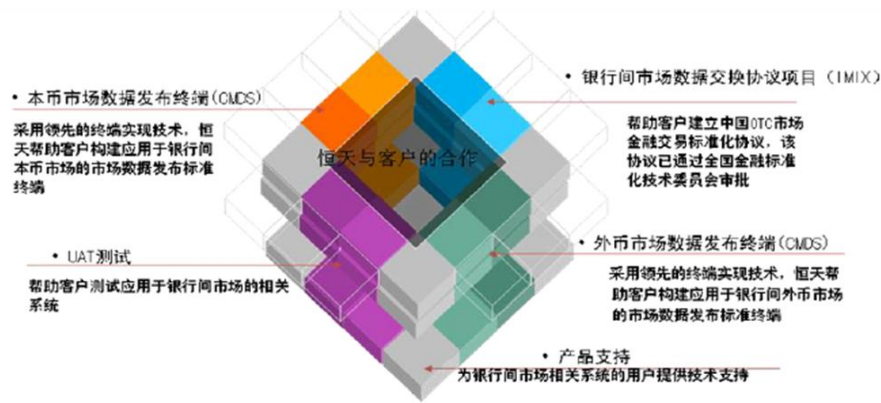 • 本币市场数据发布终端(CMDS)
采用领先的终端实现技术，恒
天帮助客户构建应用于银行间
本币市场的市场数据发布标准
终端
• 银行间市场数据交换协议项目（IMIX）
帮助客户建立中国OTC市场
金融交易标准化协议，该
协议已通过全国金融标准
化技术委员会审批
恒天与客户的合作
• UAT测试
帮助客户测试应用于银行间市场的相关
系统
• 外币市场数据发布终端(CMDS)
采用领先的终端实现技术，恒天帮
助客户构建应用于银行间外币市场
的市场数据发布标准终端
• 产品支持
为银行间市场相关系统的用户提供技术支持